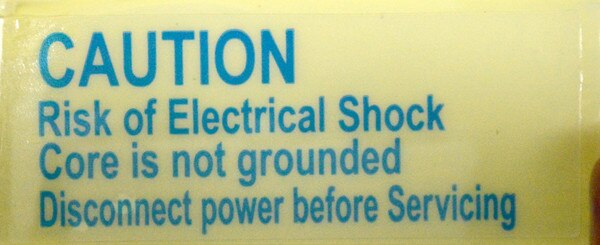 CAUTION
Risk of Electrical Shock
Core is not grounded
Disconnect power before Servicing